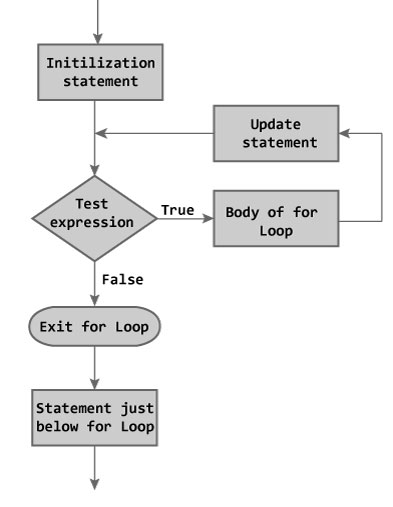 Initilization
statement
Update
statement
Test
expression
True
Body of for
Loop
False
Exit for Loop
Statement just
below for Loop